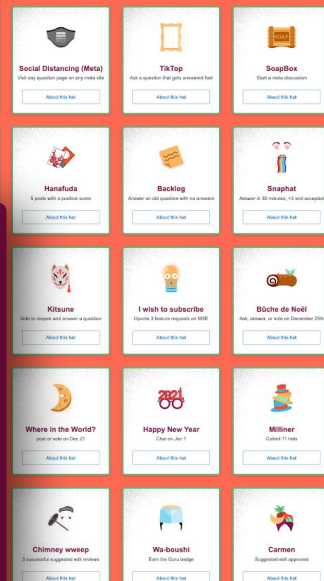 Social Distancing (Meta)
Visit any question page on any meta site
About this hat
TikTop
Ask a question that gets answered fast
About this hat
SOAP
SoapBox
Start a meta discussion
About this hat
Hanafuda
5 posts with a positive score
About this hat
Backlog
Answer an old question with no answers
About this hat
Snaphat
Answer in 30 minutes, +3 and accepted
About this hat
Kitsune
Vote to reopen and answer a question
About this hat
I wish to subscribe
Upvote 3 feature requests on MSE
About this hat
Bûche de Noël
Ask, answer, or vote on December 25th
About this hat
Where in the World?
post or vote on Dec 21
About this hat
2021
Happy New Year
Chat on Jan 1
About this hat
Milliner
Collect 11 hats
About this hat
Chimney wweep
5 successful suggested edit reviews
About this hat
Wa-boushi
Earn the Guru badge
About this hat
Carmen
Suggested edit approved
About this hat